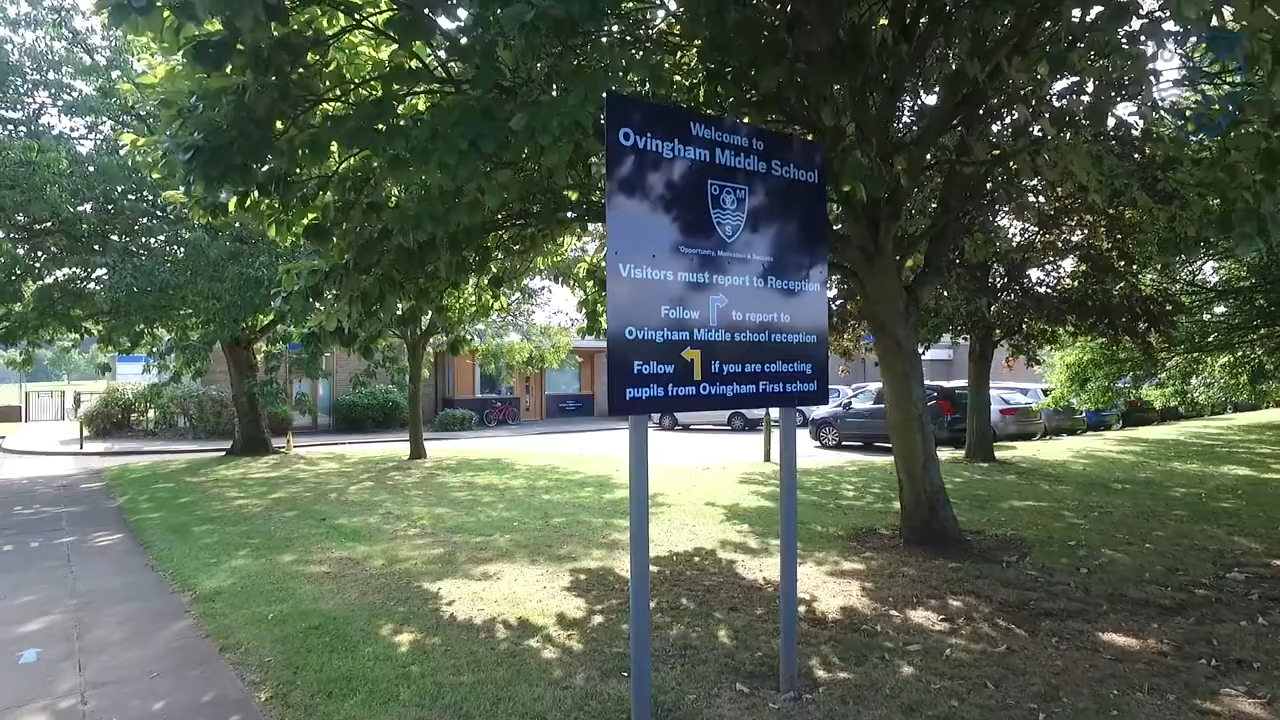 Welcome to
Ovingham Middle School
O M
S
'Opportunity, Motivation & Success
Visitors must report to Reception
Follow to report to
Ovingham Middle school reception
Follow if you are collecting
pupils from Ovingham First school